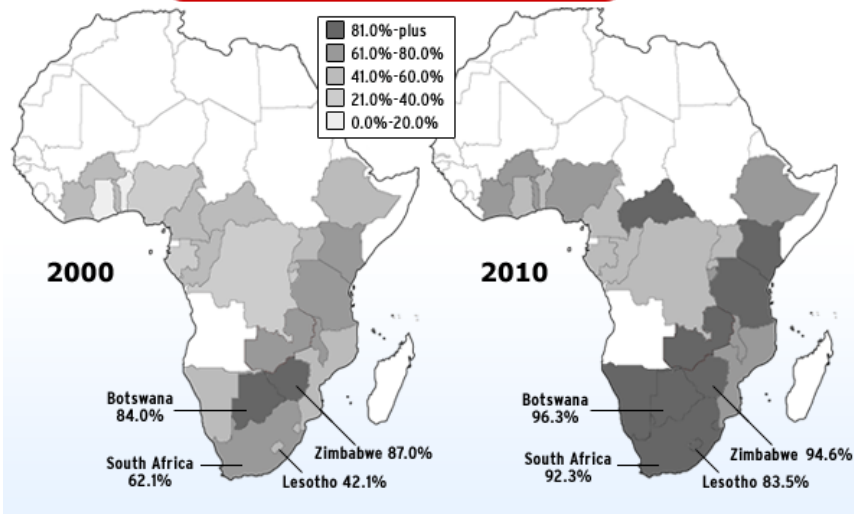 81.0%-plus
61.0%-80.0%
41.0%-60.0%
21.0%-40.0%
0.0%-20.0%
2000
Botswana
84.0%
South Africa
62.1%
Zimbabwe 87.0%
Lesotho 42.1%
2010
Botswana
96.3%
South Africa
92.3%
Zimbabwe 94.6%
Lesotho 83.5%